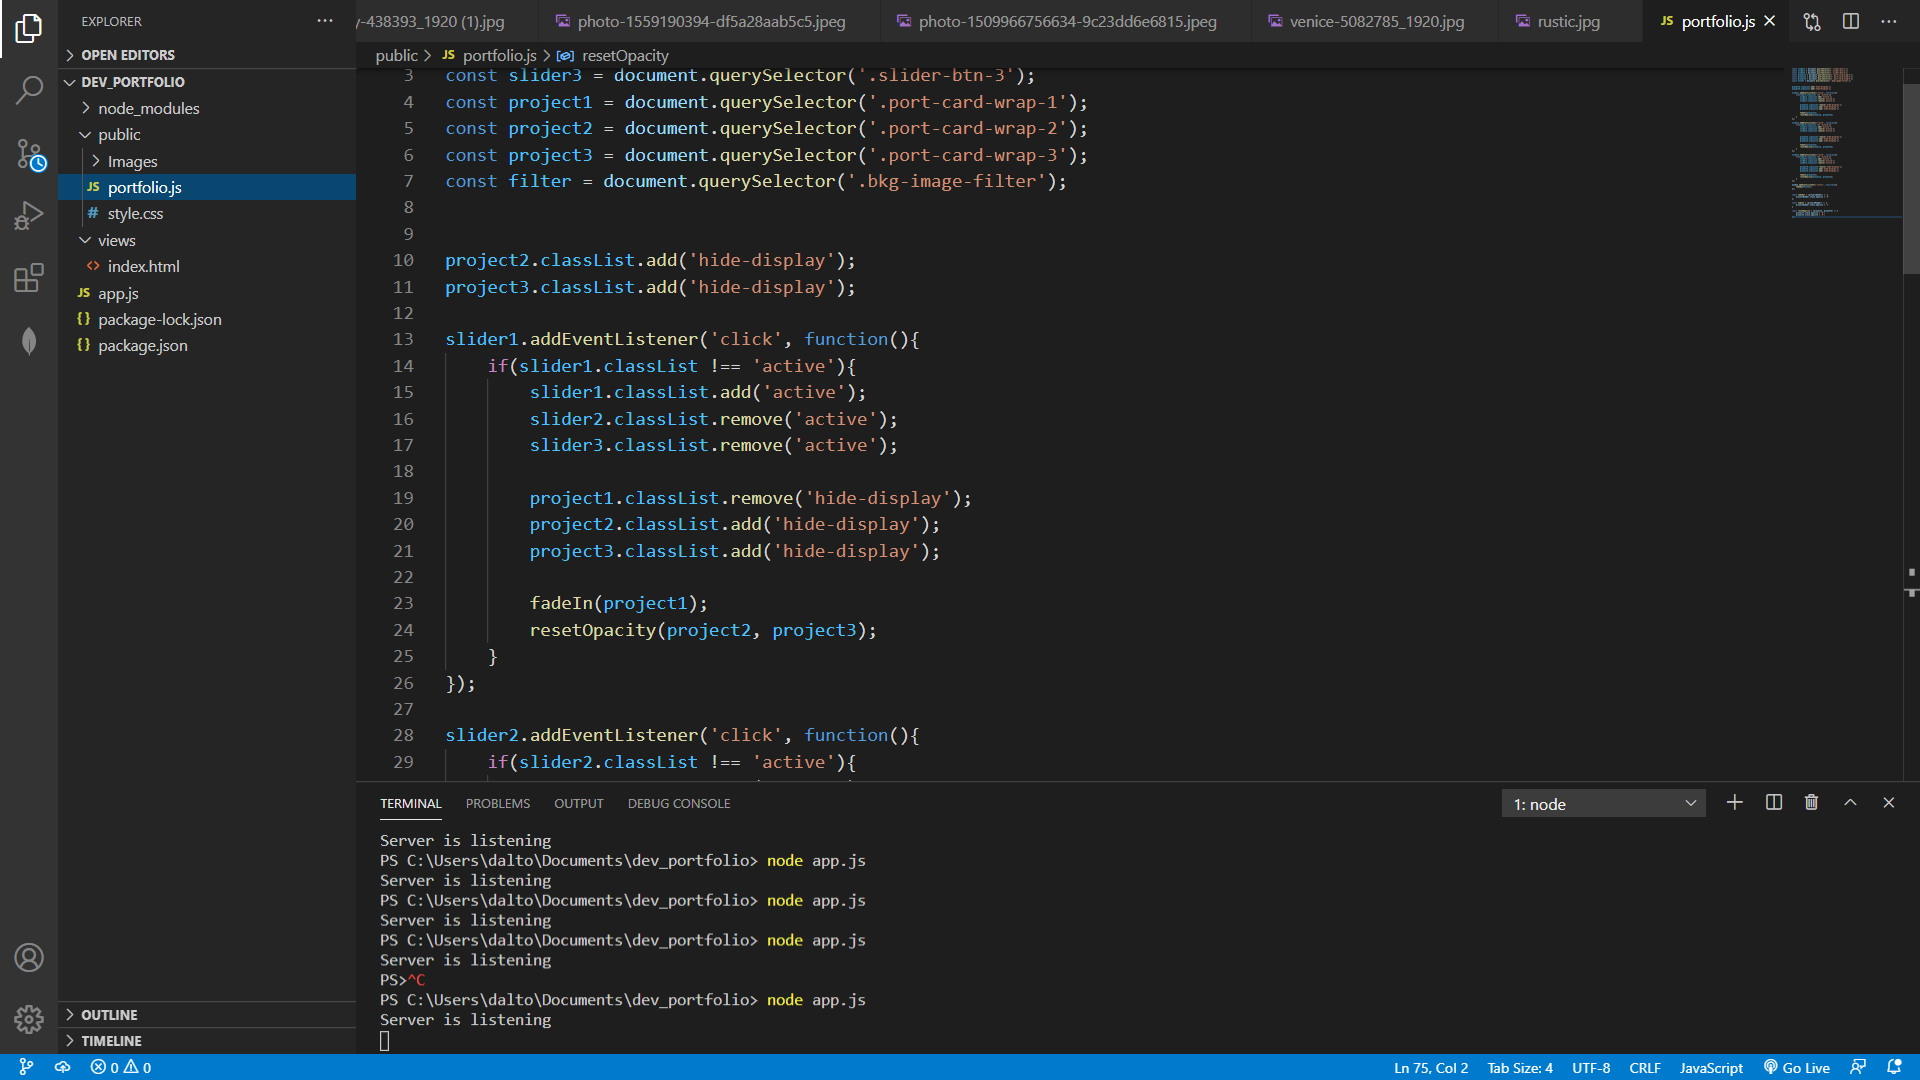 EXPLORER
y-438393_1920 (1).jpg
photo-1559190394-df5a28aab5c5.jpeg
photo-1509966756634-9c23dd6e6815.jpeg
venice-5082785_1920.jpg
rustic.jpg
JS portfolio.js
OPEN EDITORS
DEV_PORTFOLIO
node_modules
public
Images
JS portfolio.js
# style.css
views
<> index.html
JS app.js
{} package-lock.json
{} package.json
OUTLINE
TIMELINE
public > JS portfolio.js > resetOpacity
3 const slider3 = document.querySelector('.slider-btn-3');
4 const project1 = document.querySelector('.port-card-wrap-1');
5 const project2 = document.querySelector('.port-card-wrap-2');
6 const project3 = document.querySelector('.port-card-wrap-3');
7 const filter = document.querySelector('.bkg-image-filter');
8
9
10 project2.classList.add('hide-display');
11 project3.classList.add('hide-display');
12
13 slider1.addEventListener('click', function(){
14 if(slider1.classList !== 'active'){
15 slider1.classList.add('active');
16 slider2.classList.remove('active');
17 slider3.classList.remove('active');
18
19 project1.classList.remove('hide-display');
20 project2.classList.add('hide-display');
21 project3.classList.add('hide-display');
22
23 fadeIn(project1);
24 resetOpacity(project2, project3);
25 }
26 });
27
28 slider2.addEventListener('click', function(){
29 if(slider2.classList !== 'active'){
TERMINAL PROBLEMS OUTPUT DEBUG CONSOLE
1: node
Server is listening
PS C:\Users\dalto\Documents\dev_portfolio> node app.js
Server is listening
PS C:\Users\dalto\Documents\dev_portfolio> node app.js
Server is listening
PS C:\Users\dalto\Documents\dev_portfolio> node app.js
Server is listening
PS>^C
PS C:\Users\dalto\Documents\dev_portfolio> node app.js
Server is listening
0 0
Ln 75, Col 2 Tab Size: 4 UTF-8 CRLF JavaScript Go Live